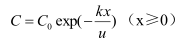 C = C₀ exp(-kx/u) （x≥0）